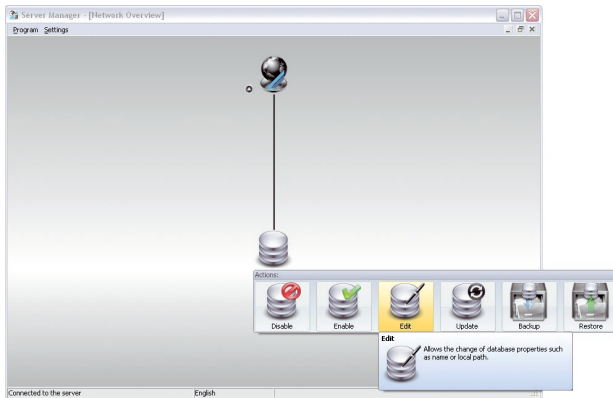 Server Manager - [Network Overview]
Program Settings
Actions:
Disable Enable Edit Update Backup Restore
Edit
Allows the change of database properties such
as name or local path.
Connected to the server English